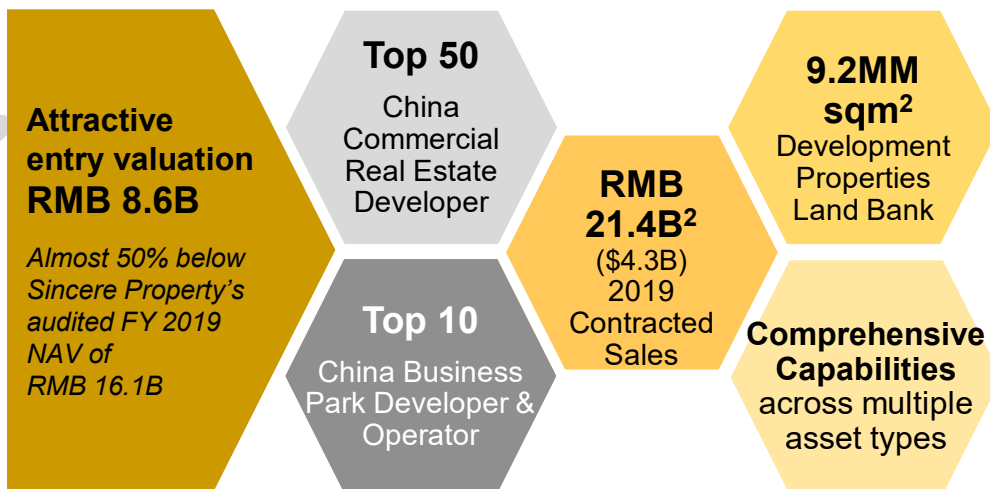 Attractive
entry valuation
RMB 8.6B
Almost 50% below
Sincere Property’s
audited FY 2019
NAV of
RMB 16.1B
Top 50
China
Commercial
Real Estate
Developer
Top 10
China Business
Park Developer &
Operator
RMB
21.4B²
($4.3B)
2019
Contracted
Sales
9.2MM
sqm²
Development
Properties
Land Bank
Comprehensive
Capabilities
across multiple
asset types